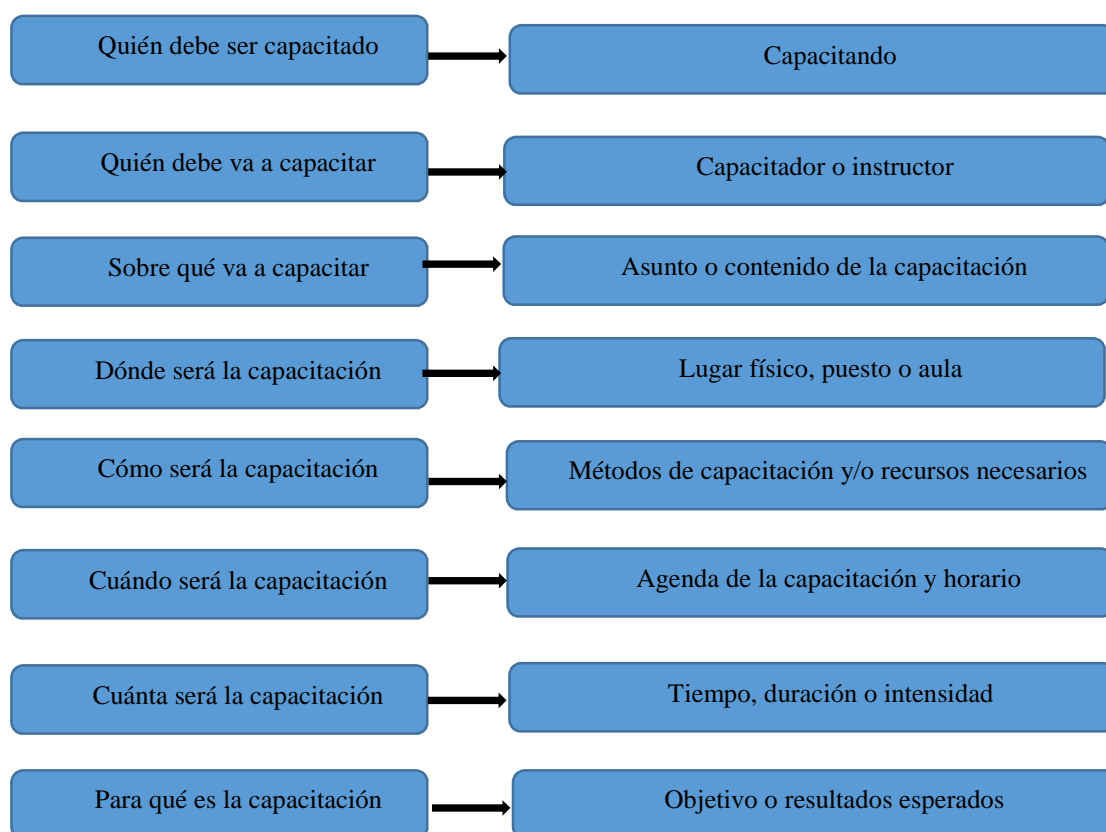 Quién debe ser capacitado
Capacitando
Quién debe va a capacitar
Capacitador o instructor
Sobre qué va a capacitar
Asunto o contenido de la capacitación
Dónde será la capacitación
Lugar físico, puesto o aula
Cómo será la capacitación
Métodos de capacitación y/o recursos necesarios
Cuándo será la capacitación
Agenda de la capacitación y horario
Cuánta será la capacitación
Tiempo, duración o intensidad
Para qué es la capacitación
Objetivo o resultados esperados